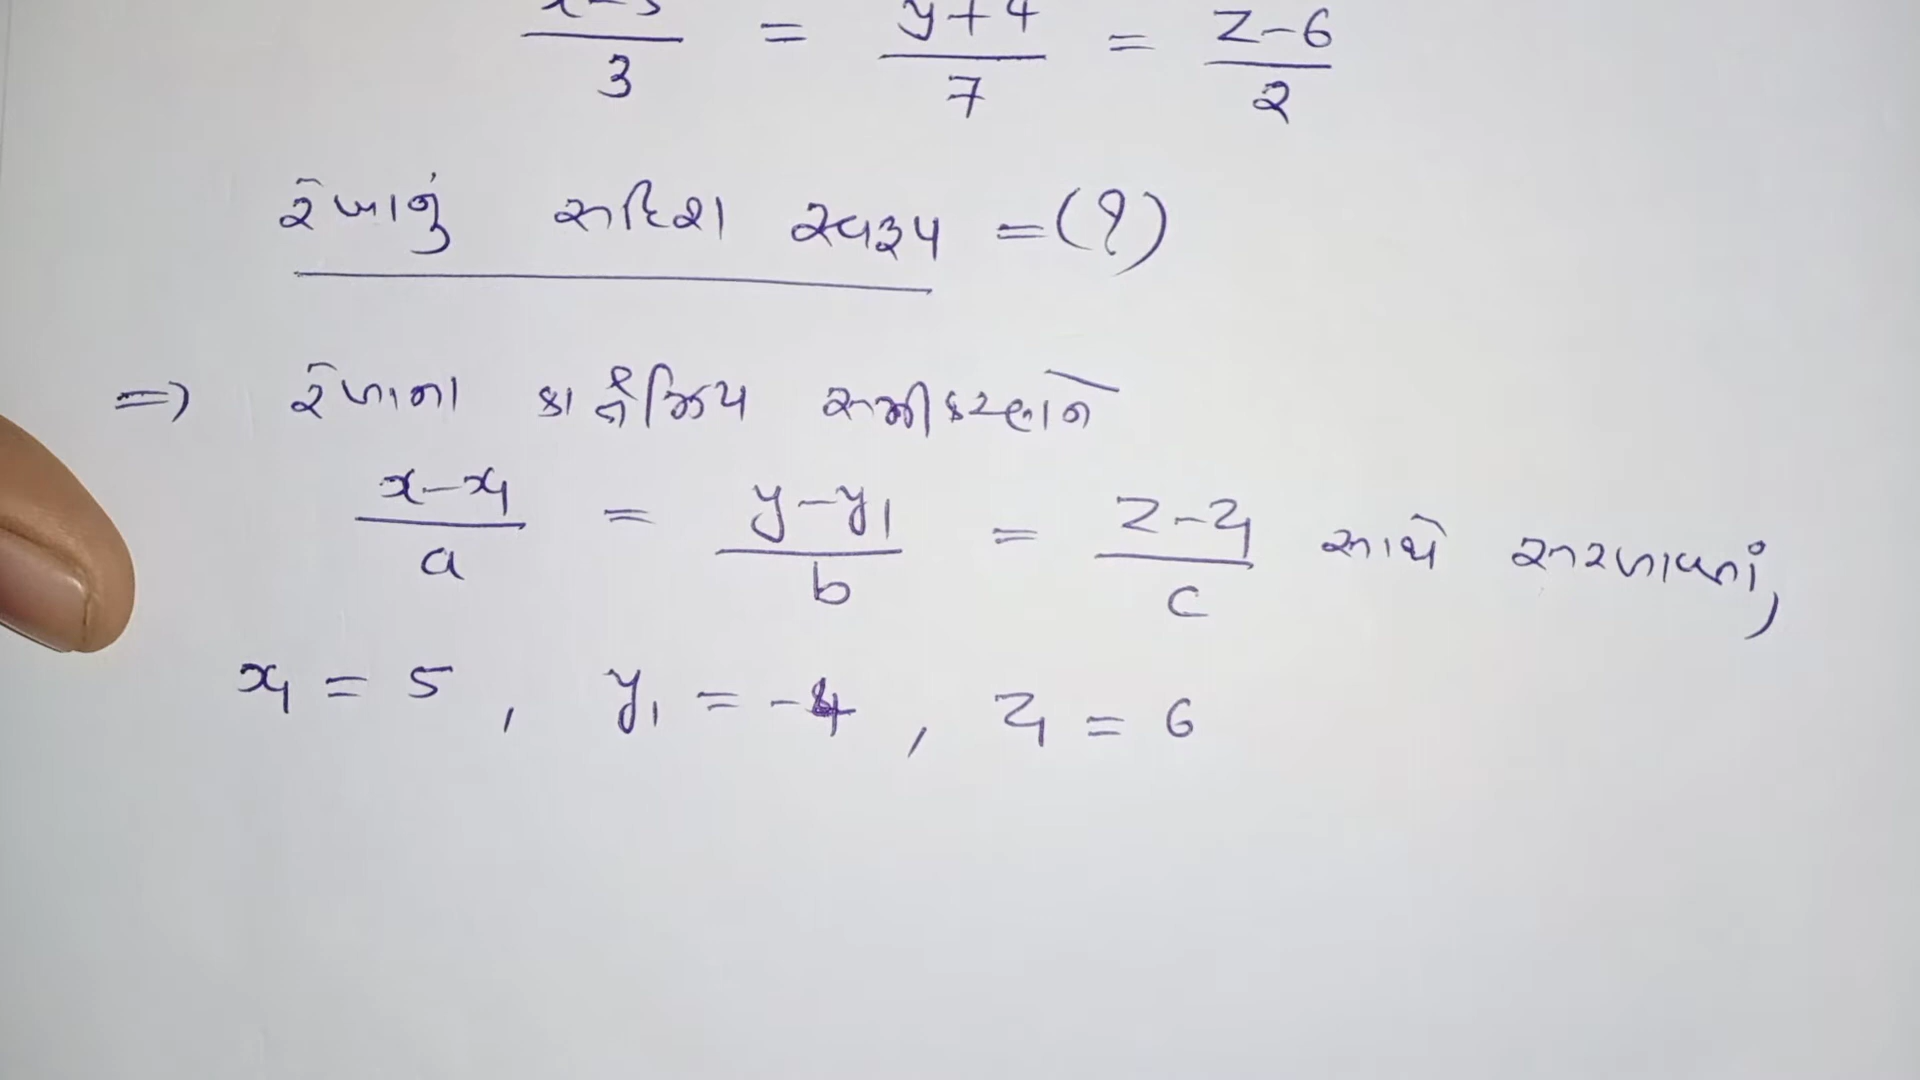 x-5/3 = y+4/7 = z-6/2
રેખાનું સદિશ સ્વરૂપ = (?)
=> રેખાના કાર્તેઝિય સમીકરણોને
x-x₁/a = y-y₁/b = z-z₁/c સાથે સરખાવતાં,
x₁ = 5 , y₁ = -4 , z₁ = 6